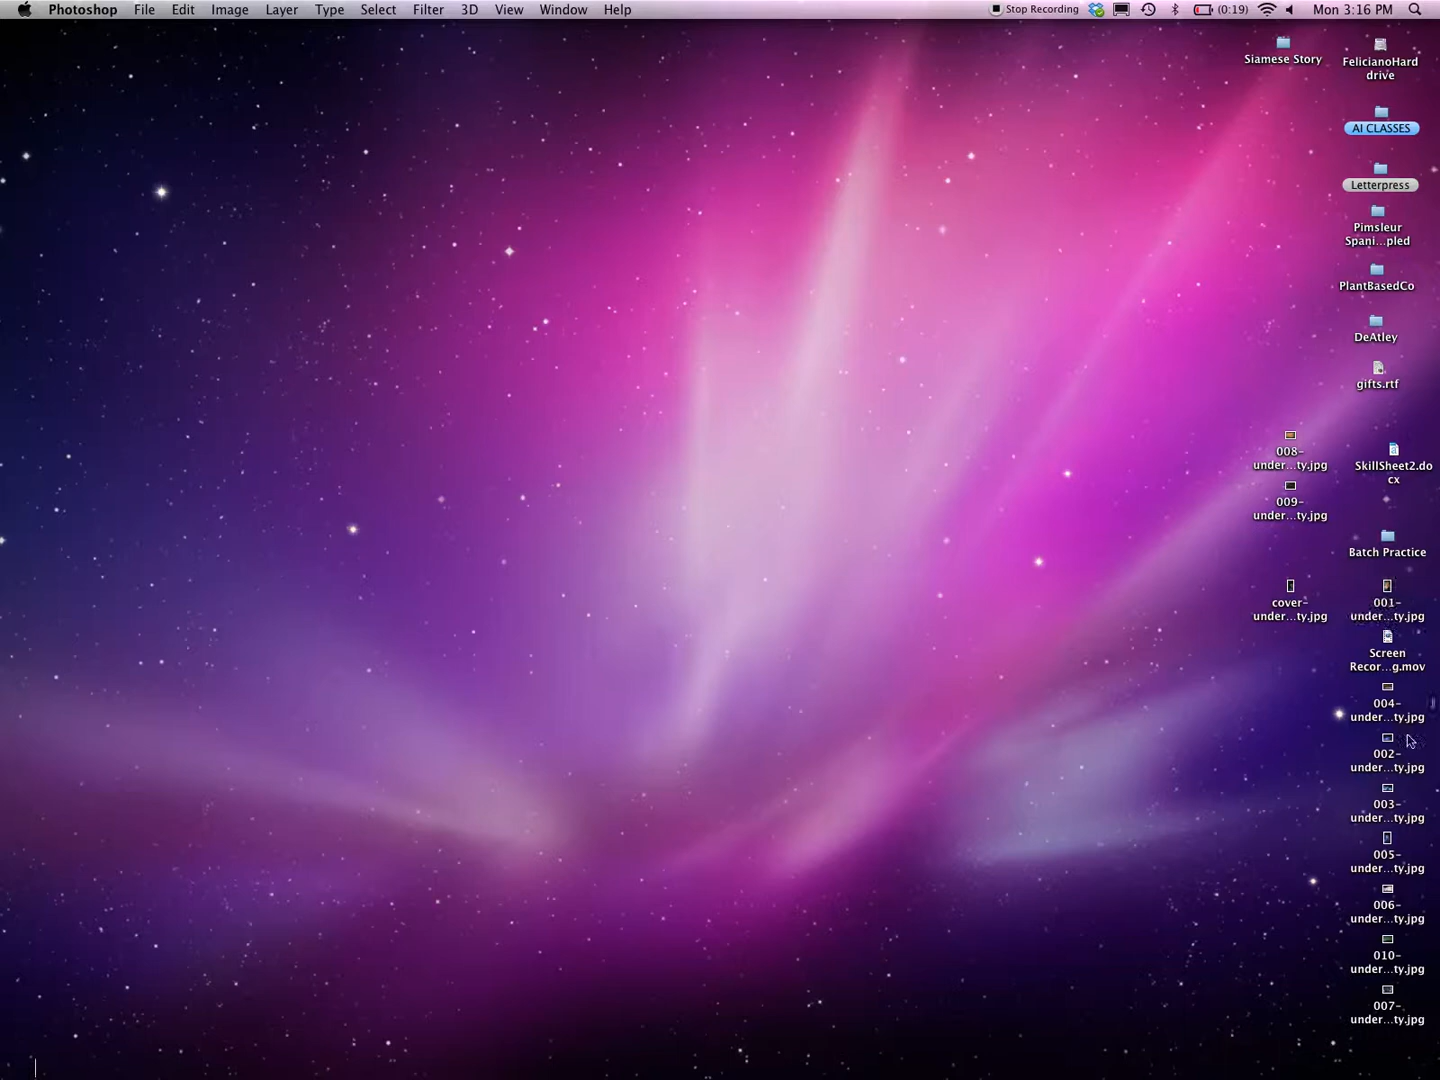 Photoshop File Edit Image Layer Type Select Filter 3D View Window Help Stop Recording (0:19) Mon 3:16 PM
Siamese Story
FelicianoHard
drive
AI CLASSES
Letterpress
Pimsleur
Spani...pled
PlantBasedCo
DeAtley
gifts.rtf
008-
under...ty.jpg
SkillSheet2.do
cx
009-
under...ty.jpg
Batch Practice
cover-
under...ty.jpg
001-
under...ty.jpg
Screen
Recor...g.mov
004-
under...ty.jpg
002-
under...ty.jpg
003-
under...ty.jpg
005-
under...ty.jpg
006-
under...ty.jpg
010-
under...ty.jpg
007-
under...ty.jpg